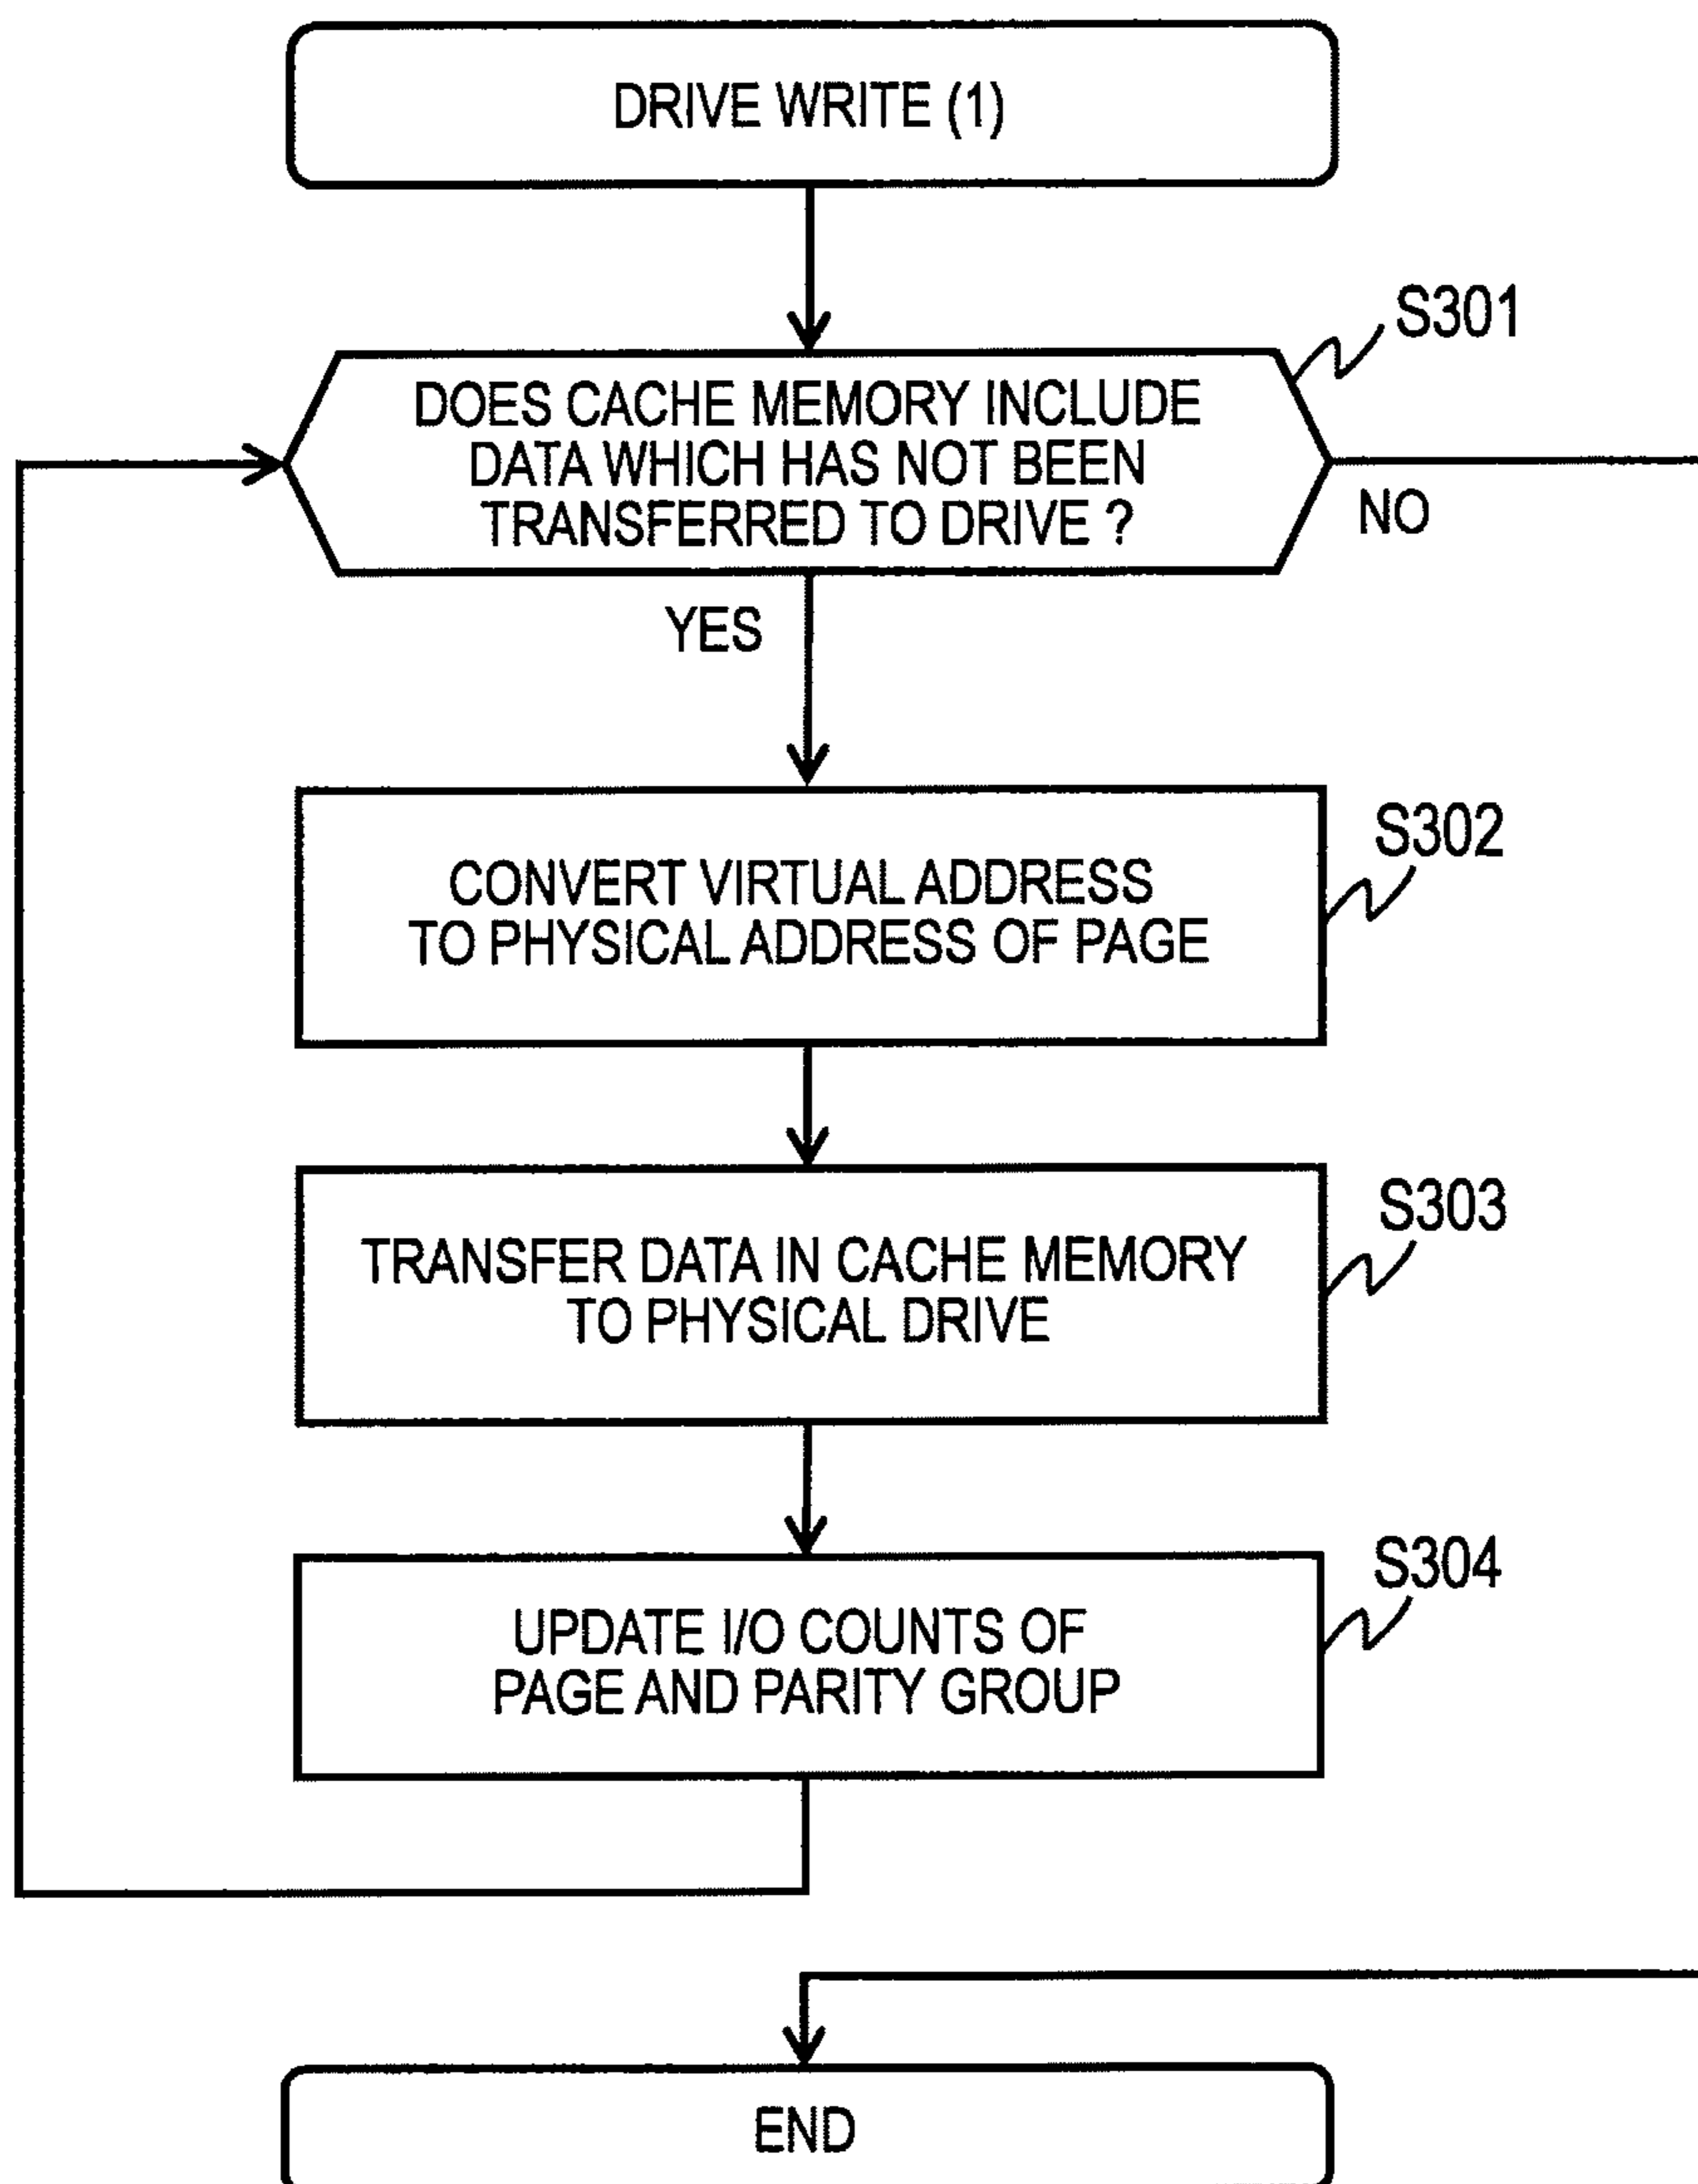 DRIVE WRITE (1)
S301
DOES CACHE MEMORY INCLUDE
DATA WHICH HAS NOT BEEN
TRANSFERRED TO DRIVE ?
NO
YES
S302
CONVERT VIRTUAL ADDRESS
TO PHYSICAL ADDRESS OF PAGE
S303
TRANSFER DATA IN CACHE MEMORY
TO PHYSICAL DRIVE
S304
UPDATE I/O COUNTS OF
PAGE AND PARITY GROUP
END